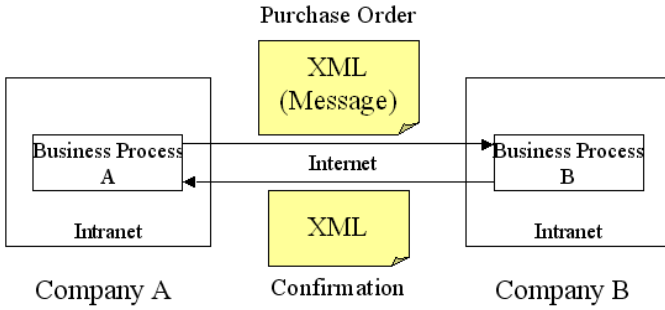 Purchase Order
XML
(Message)
Business Process
A
Internet
Business Process
B
Intranet
XML
Intranet
Company A
Confirmation
Company B